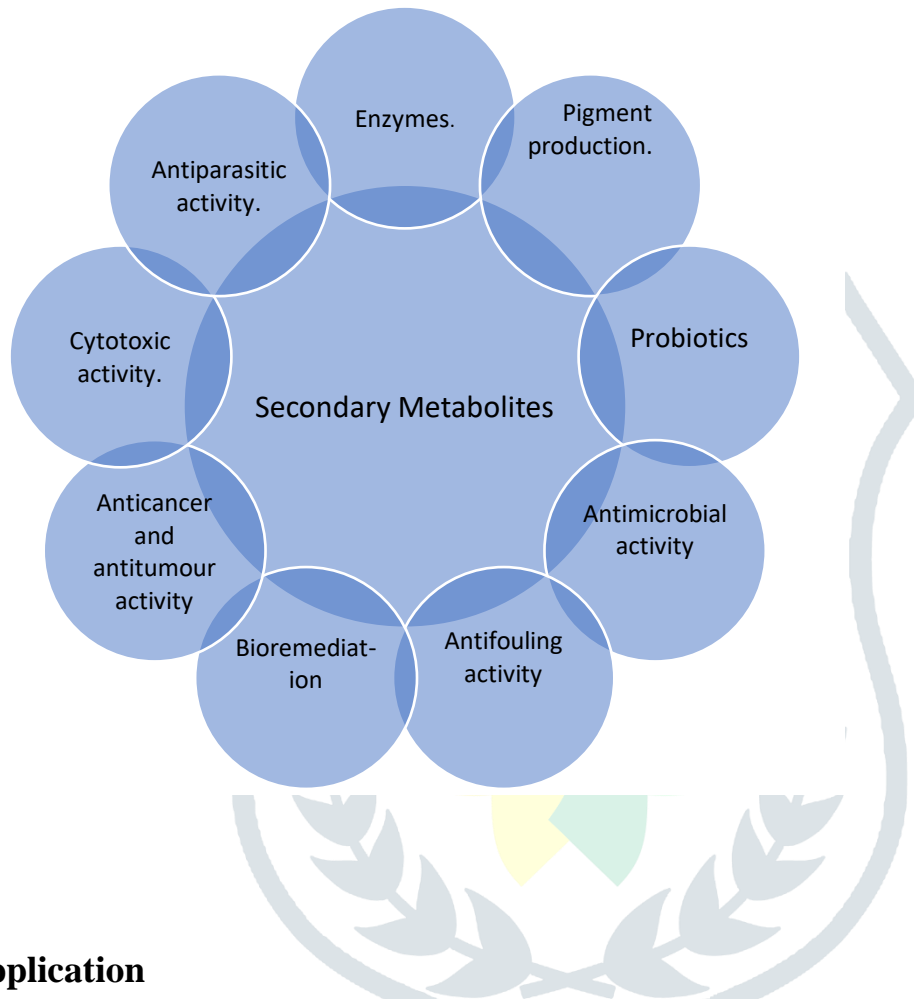 Enzymes.
Pigment
production.
Antiparasitic
activity.
Cytotoxic
activity.
Probiotics
Secondary Metabolites
Anticancer
and
antitumour
activity
Antimicrobial
activity
Bioremediat-
ion
Antifouling
activity
pplication